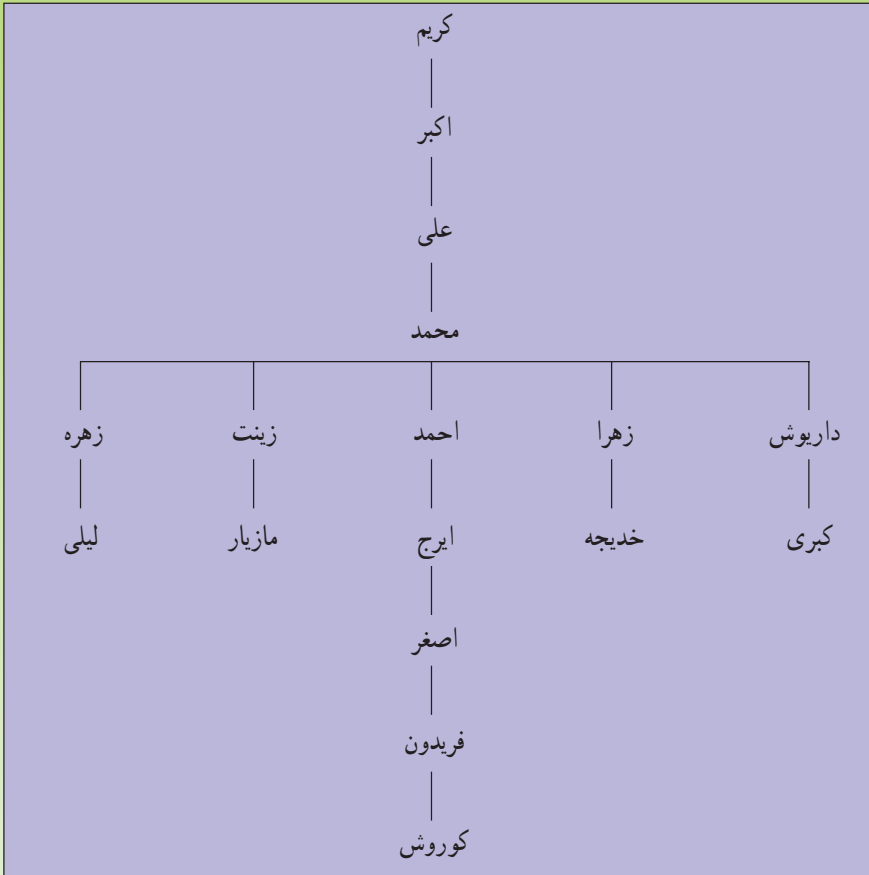 کریم
اکبر
علی
محمد
داریوش زهرا احمد زینت زهره
کبری خدیجه ایرج مازیار لیلی
اصغر
فریدون
کوروش